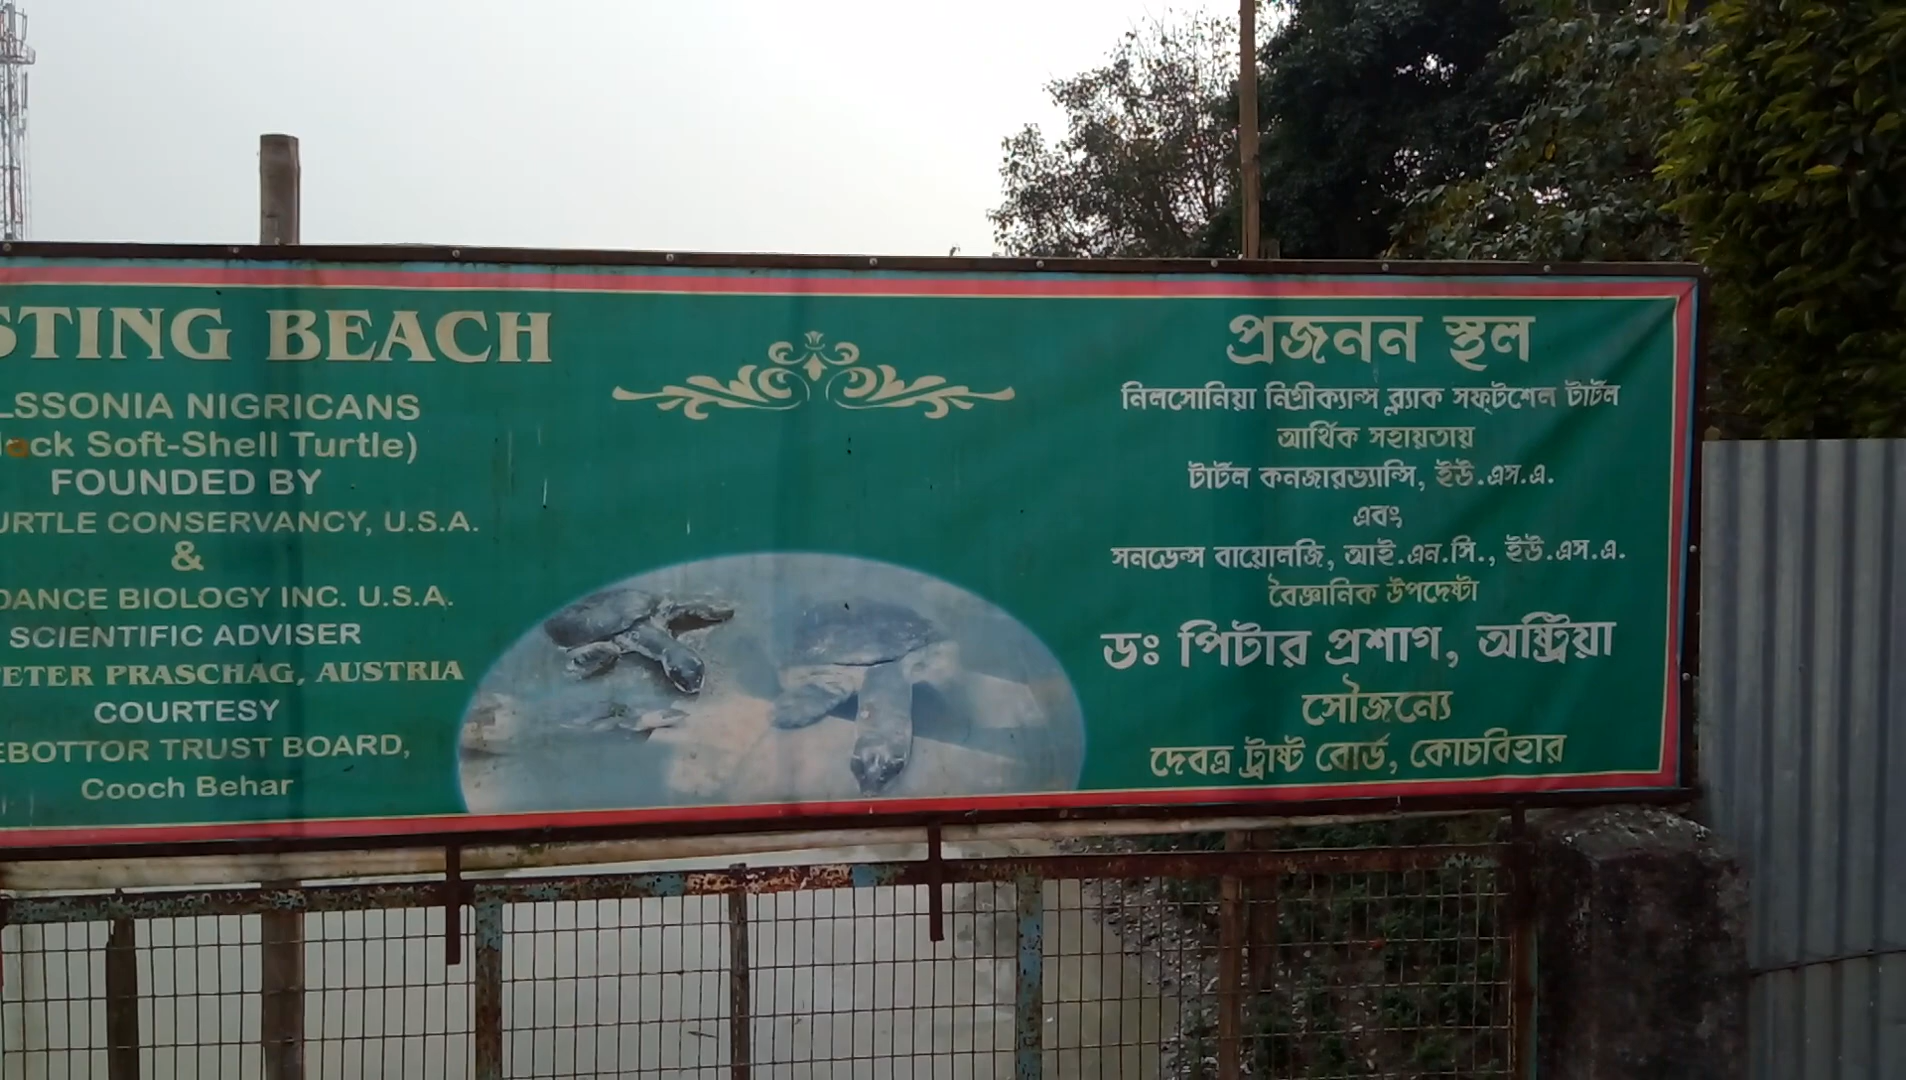 STING BEACH
LSSONIA NIGRICANS
lack Soft-Shell Turtle)
FOUNDED BY
URTLE CONSERVANCY, U.S.A.
&
DANCE BIOLOGY INC. U.S.A.
SCIENTIFIC ADVISER
ETER PRASCHAG, AUSTRIA
COURTESY
EBOTTOR TRUST BOARD,
Cooch Behar
প্রজনন স্থল
নিলসোনিয়া নিগ্রীক্যান্স ব্ল্যাক সফ্টশেল টার্টল
আর্থিক সহায়তায়
টার্টল কনজারভ্যান্সি, ইউ.এস.এ.
এবং
সনডেন্স বায়োলজি, আই.এন.সি., ইউ.এস.এ.
বৈজ্ঞানিক উপদেষ্টা
ডঃ পিটার প্রশাগ, অষ্ট্রিয়া
সৌজন্যে
দেবত্র ট্রাষ্ট বোর্ড, কোচবিহার